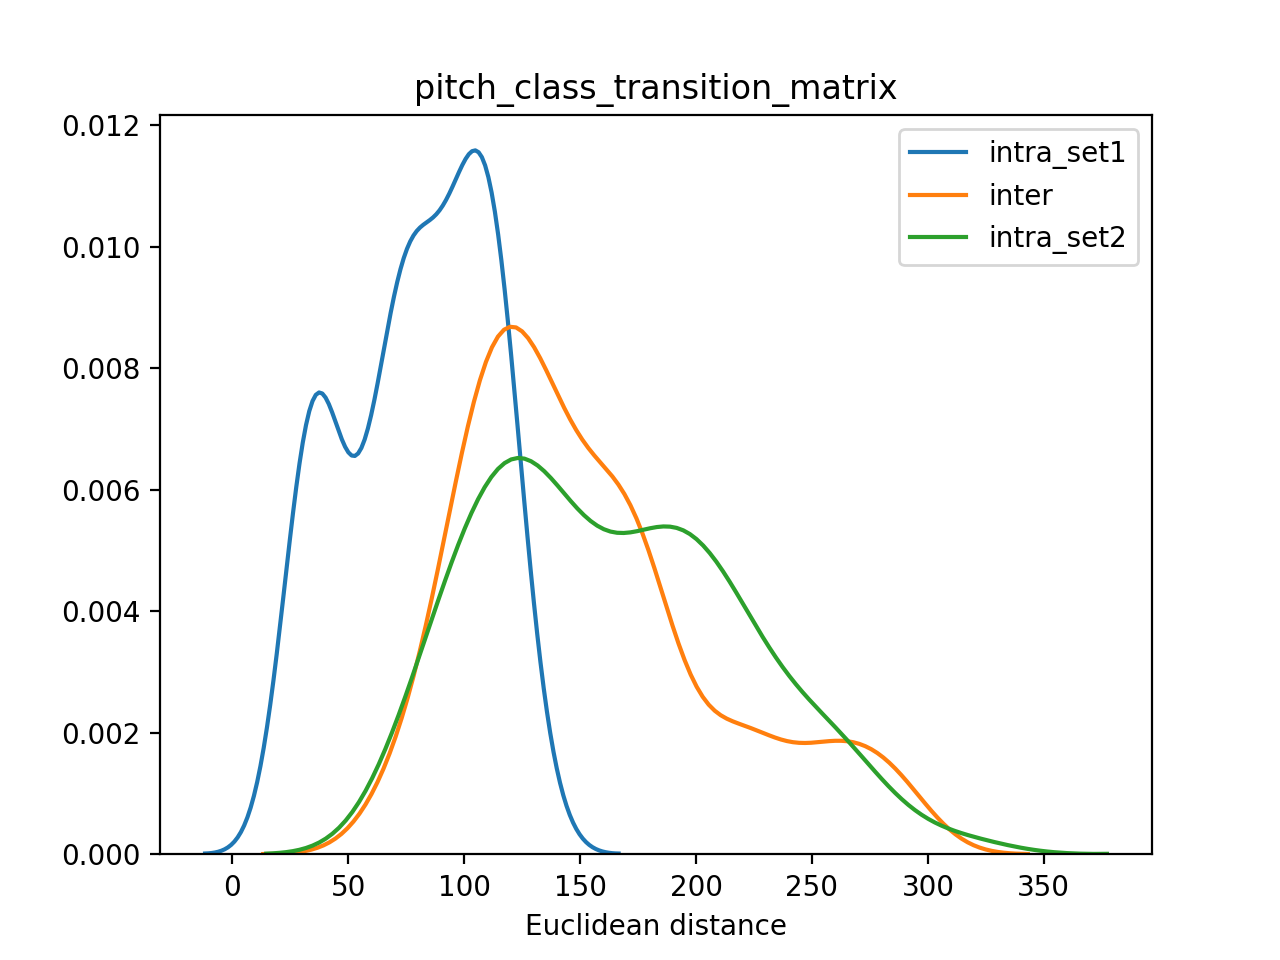 pitch_class_transition_matrix
intra_set1
inter
intra_set2
0.012
0.010
0.008
0.006
0.004
0.002
0.000
0 50 100 150 200 250 300 350
Euclidean distance